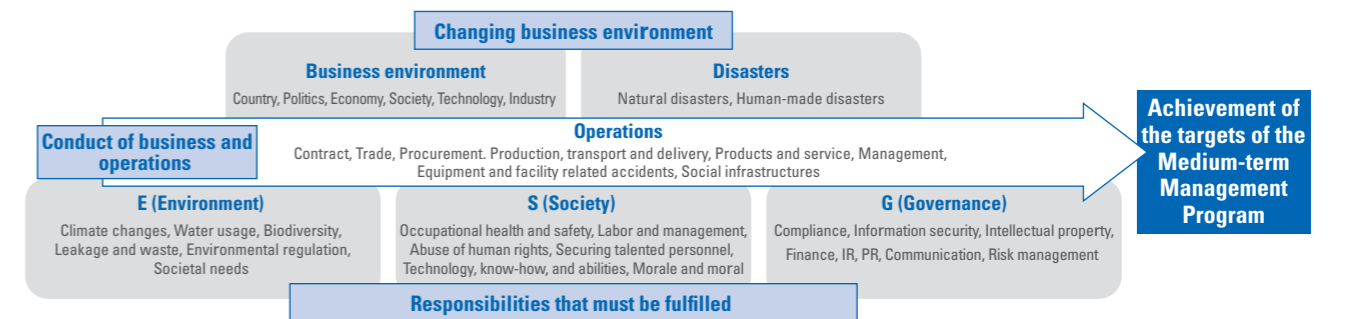 Changing business environment
Business environment
Country, Politics, Economy, Society, Technology, Industry
Disasters
Natural disasters, Human-made disasters
Conduct of business and
operations
Operations
Contract, Trade, Procurement. Production, transport and delivery, Products and service, Management,
Equipment and facility related accidents, Social infrastructures
Achievement of
the targets of the
Medium-term
Management
Program
E (Environment)
Climate changes, Water usage, Biodiversity,
Leakage and waste, Environmental regulation,
Societal needs
S (Society)
Occupational health and safety, Labor and management,
Abuse of human rights, Securing talented personnel,
Technology, know-how, and abilities, Morale and moral
G (Governance)
Compliance, Information security, Intellectual property,
Finance, IR, PR, Communication, Risk management
Responsibilities that must be fulfilled